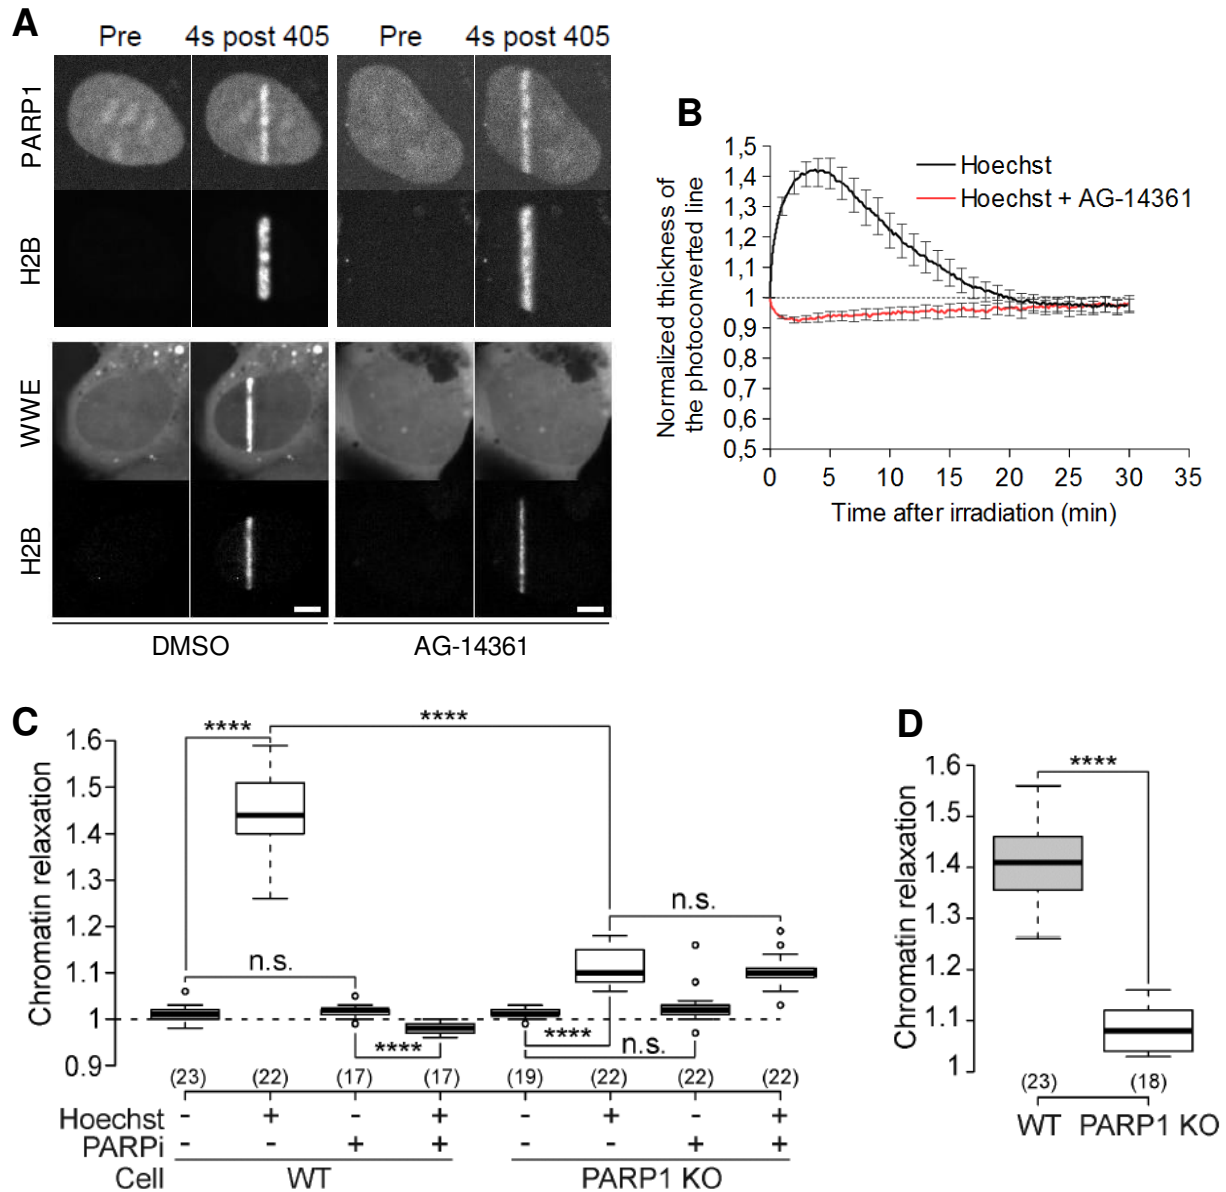 A
Pre 4s post 405 Pre 4s post 405
PARP1
H2B
WWE
H2B
DMSO AG-14361
B
1,5
1,4
1,3
1,2
1,1
1
0,9
0,8
0,7
0,6
0,5
0 5 10 15 20 25 30 35
Normalized thickness of
the photoconverted line
Time after irradiation (min)
Hoechst
Hoechst + AG-14361
C
Chromatin relaxation
1.6
1.5
1.4
1.3
1.2
1.1
1
0.9
**** ****
n.s. n.s.
**** **** n.s.
(23) (22) (17) (17) (19) (22) (22) (22)
Hoechst - + - + - + - +
PARPi - - + + - - + +
Cell WT PARP1 KO
D
Chromatin relaxation
1.6
1.5
1.4
1.3
1.2
1.1
1
****
(23) (18)
WT PARP1 KO